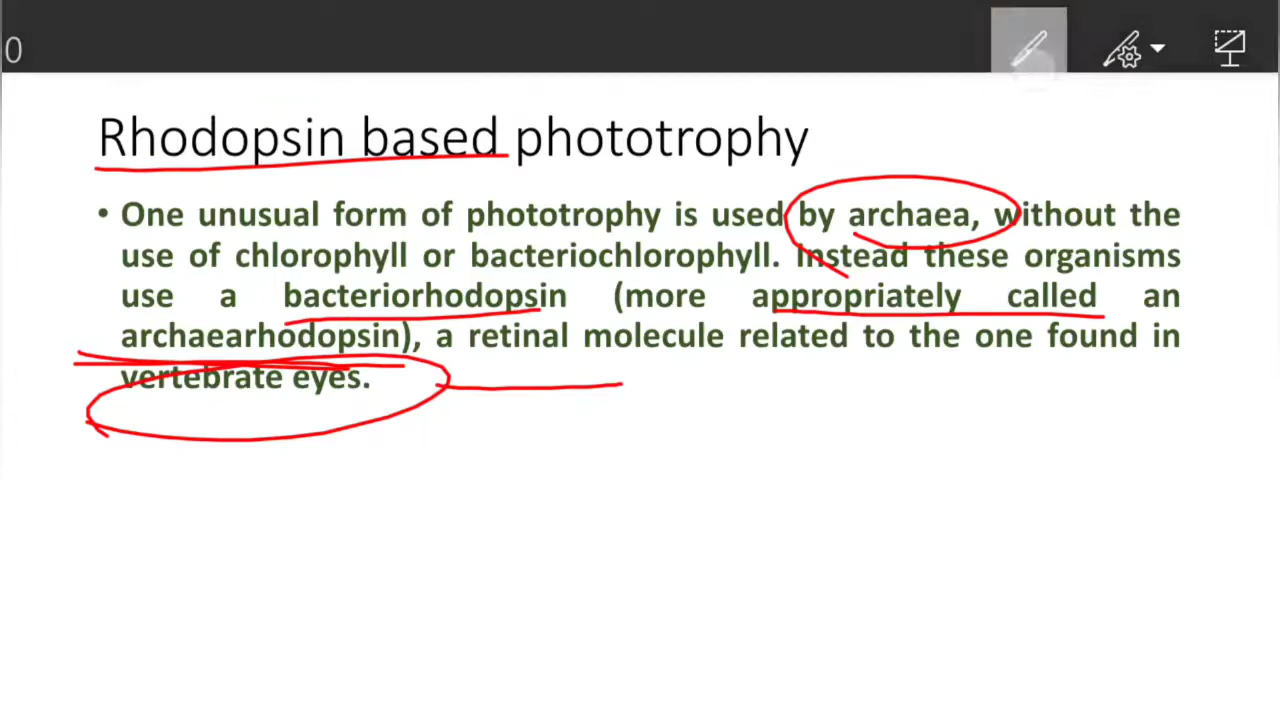 0
Rhodopsin based phototrophy
• One unusual form of phototrophy is used by archaea, without the
use of chlorophyll or bacteriochlorophyll. Instead these organisms
use a bacteriorhodopsin (more appropriately called an
archaearhodopsin), a retinal molecule related to the one found in
vertebrate eyes.